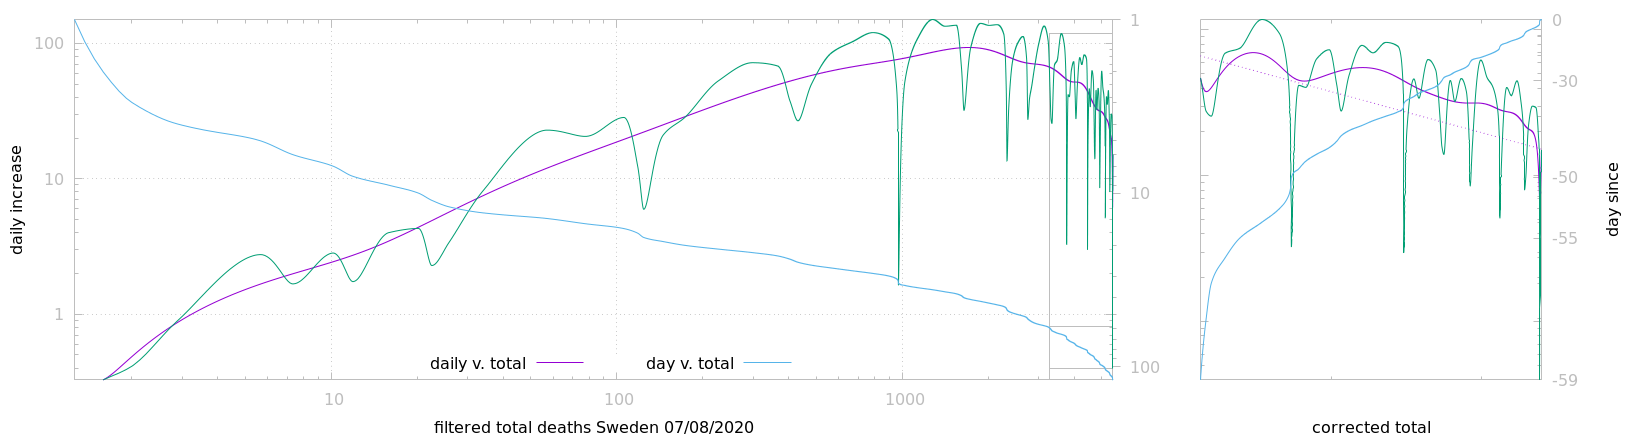 100
10
1
daily increase
10
100
1000
1
10
100
daily v. total
day v. total
filtered total deaths Sweden 07/08/2020
0
-30
-50
-55
-59
day since
corrected total